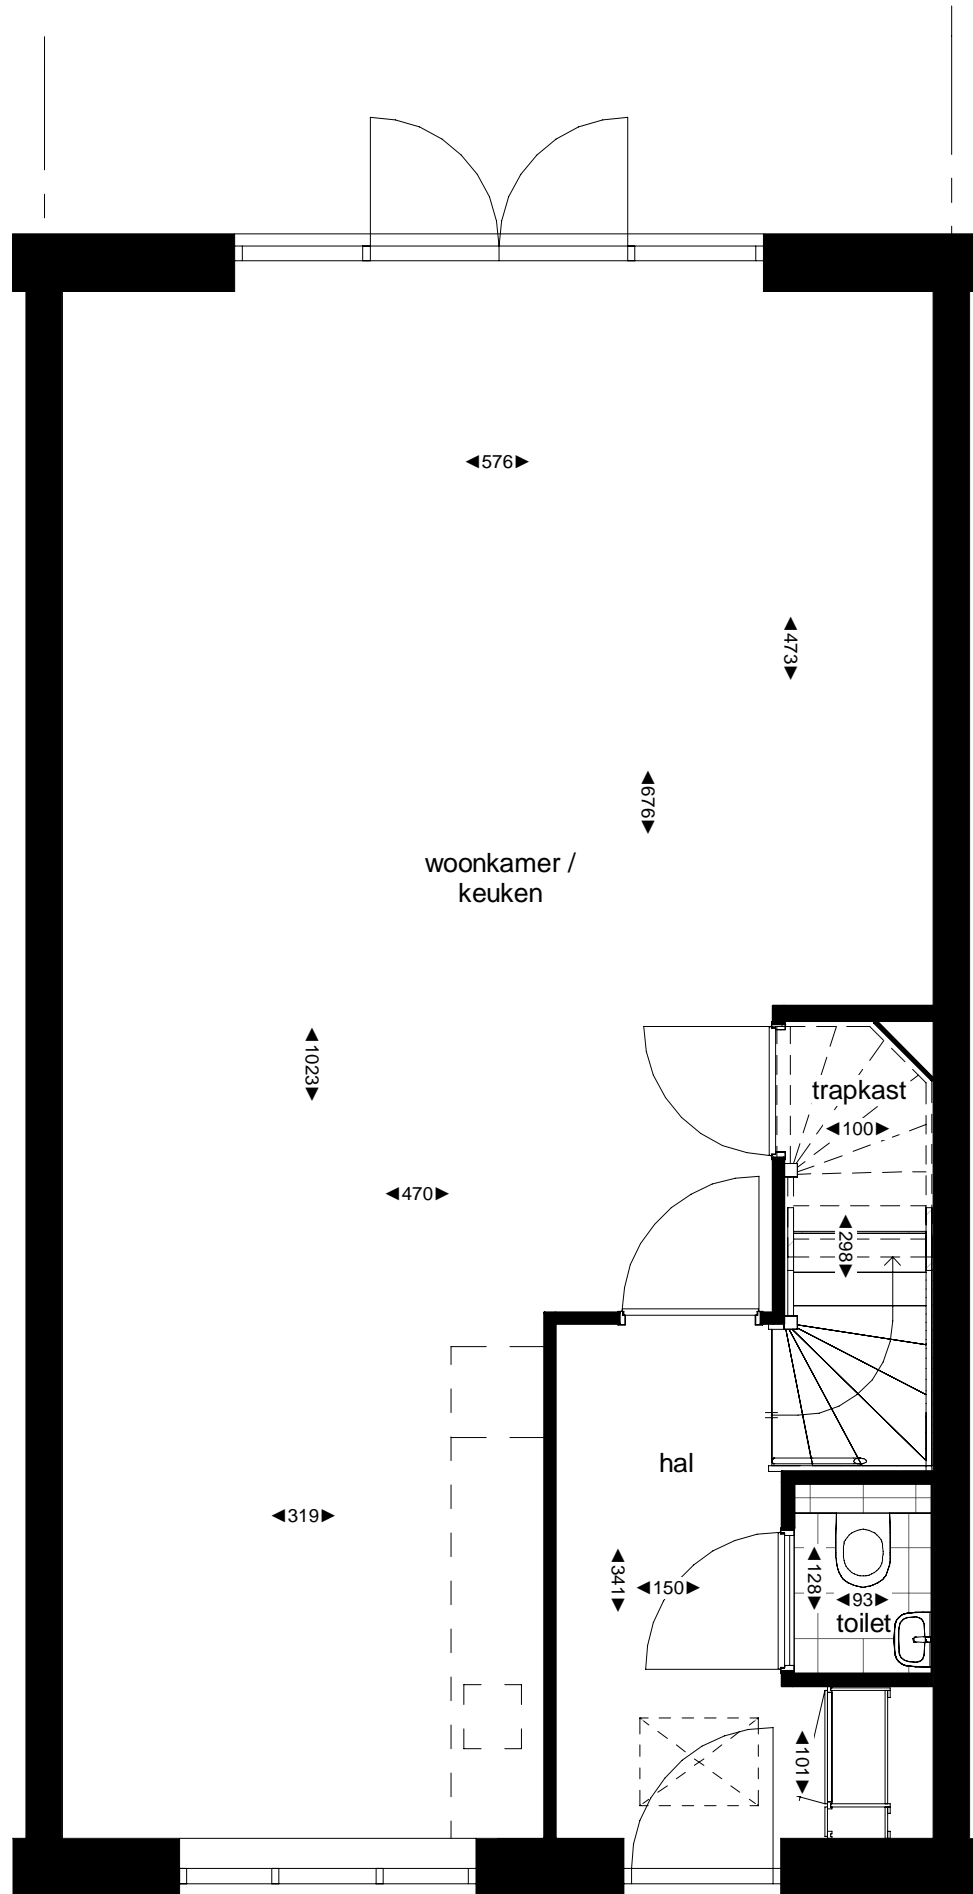 ◄576►
◄473►
◄676►
woonkamer /
keuken
◄1023►
trapkast
◄100►
◄470►
◄298►
hal
◄319►
◄341►
◄150►
◄128►
◄93►
toilet
◄101►